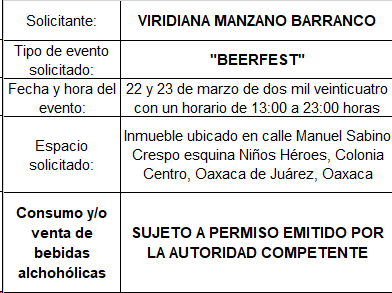 Solicitante: VIRIDIANA MANZANO BARRANCO
Tipo de evento
solicitado:
"BEERFEST"
Fecha y hora del
evento:
22 y 23 de marzo de dos mil veinticuatro
con un horario de 13:00 a 23:00 horas
Espacio
solicitado:
Inmueble ubicado en calle Manuel Sabino
Crespo esquina Niños Héroes, Colonia
Centro, Oaxaca de Juárez, Oaxaca
Consumo y/o
venta de
bebidas
alchohólicas
SUJETO A PERMISO EMITIDO POR
LA AUTORIDAD COMPETENTE